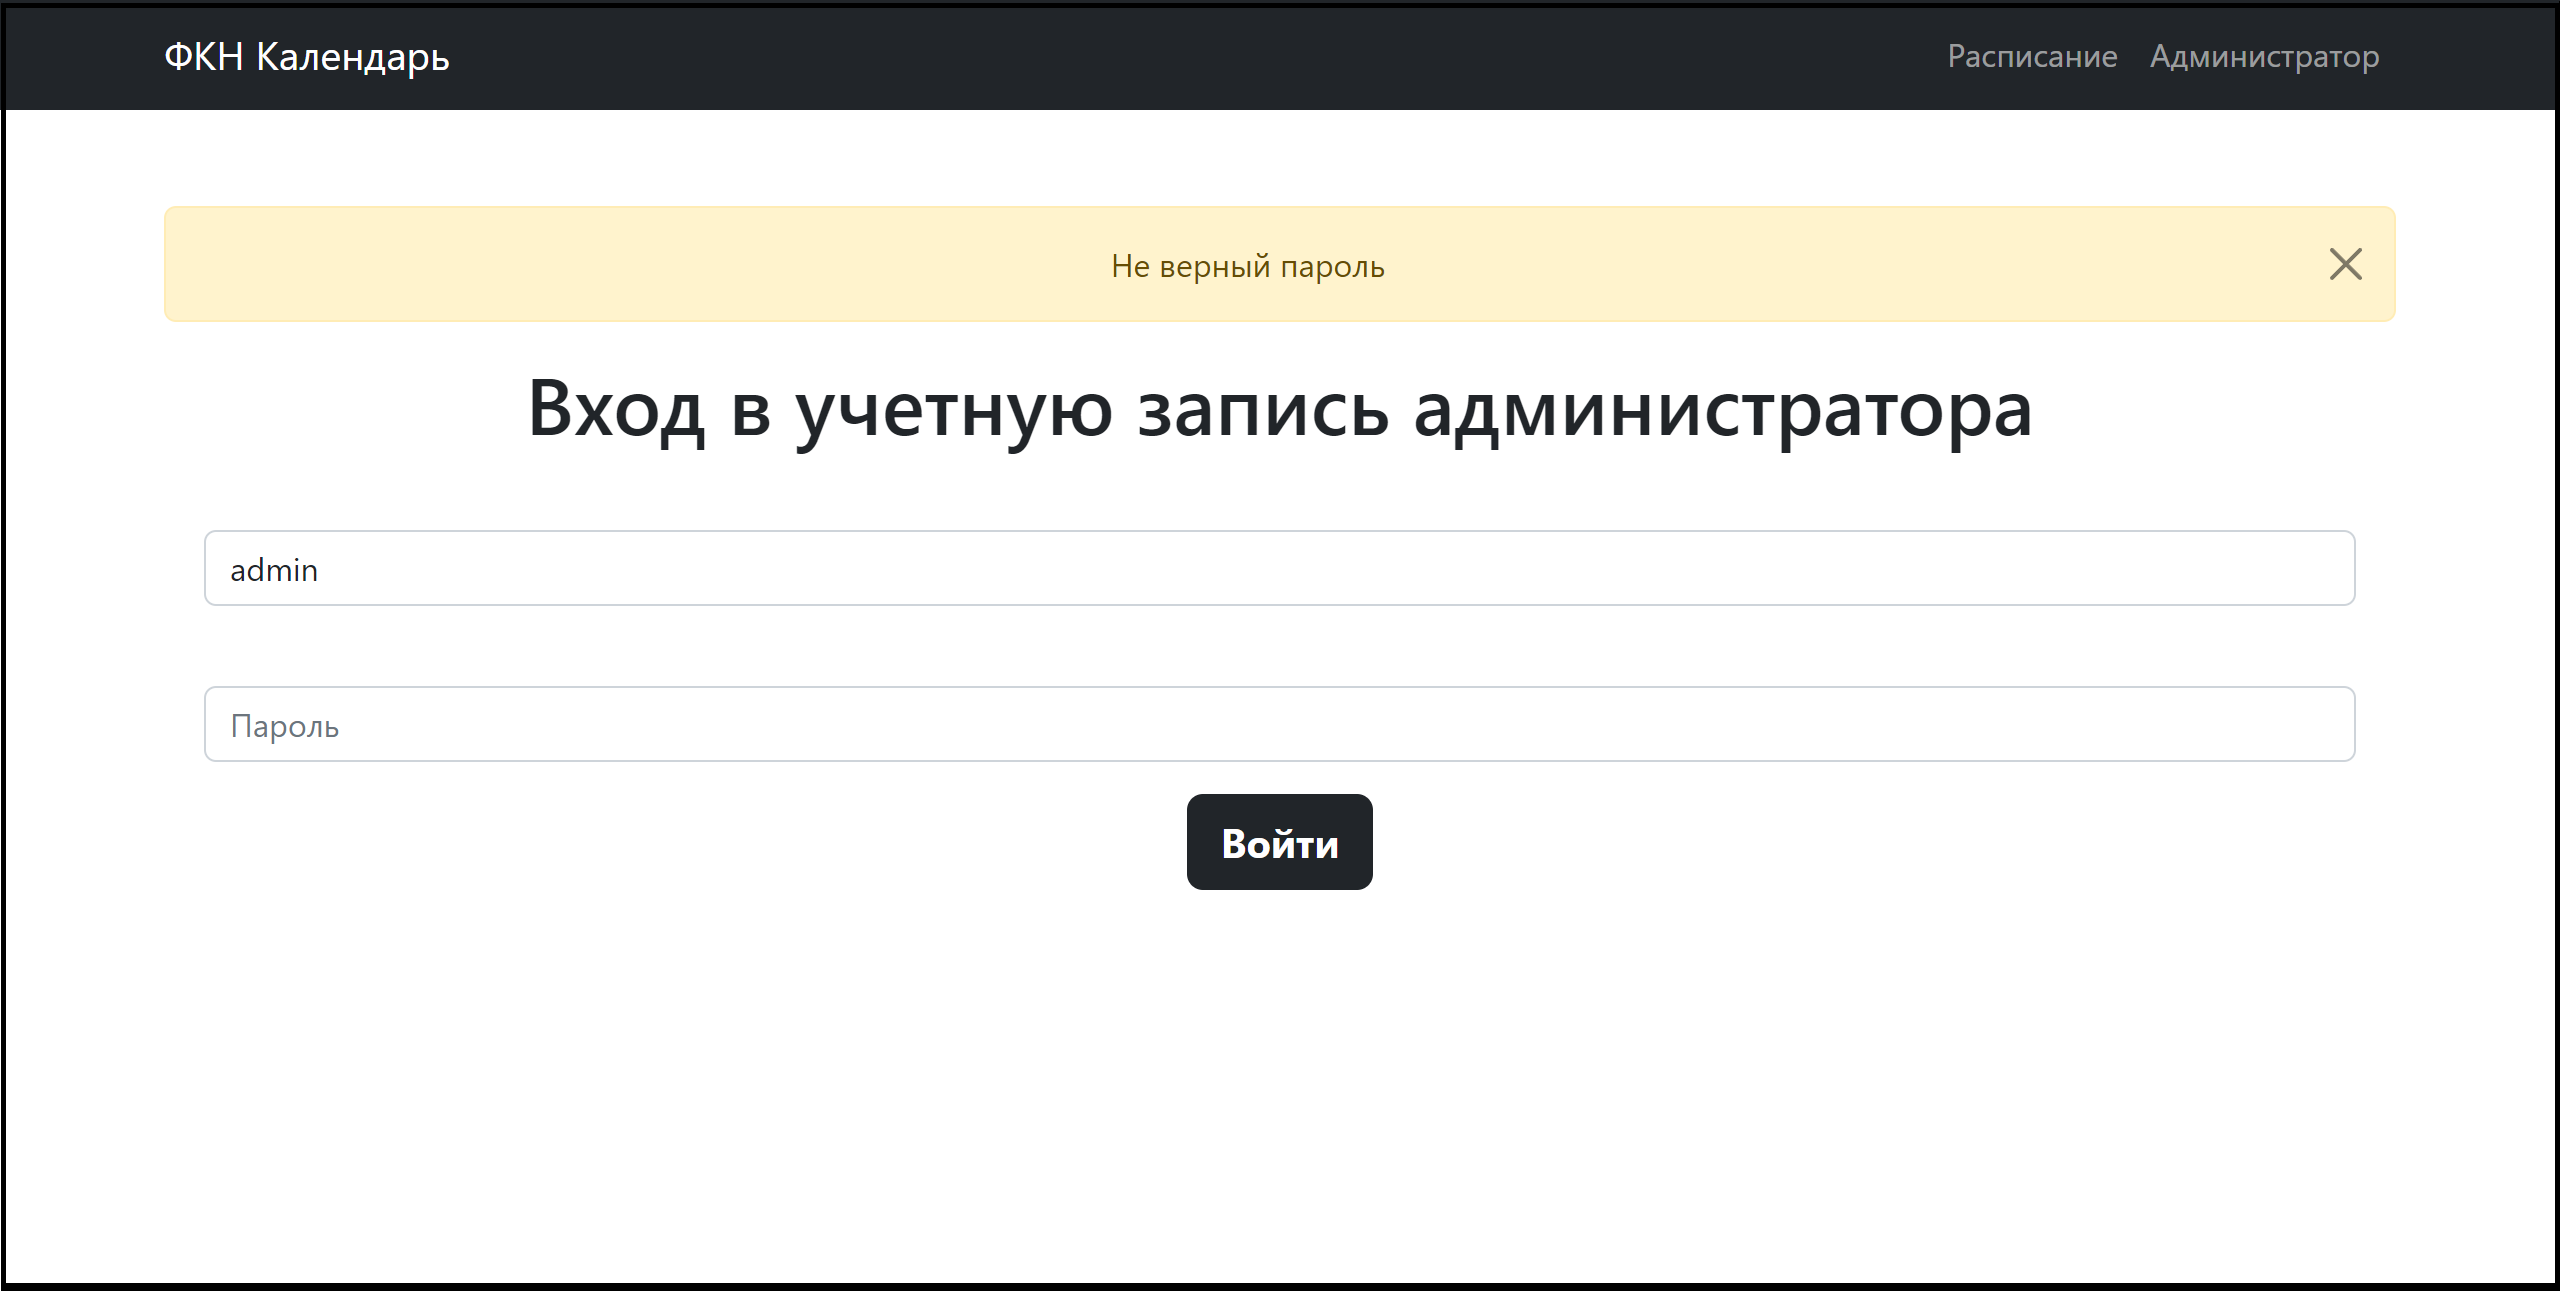 ФКН Календарь
Расписание Администратор
Не верный пароль
Вход в учетную запись администратора
admin
Пароль
Войти